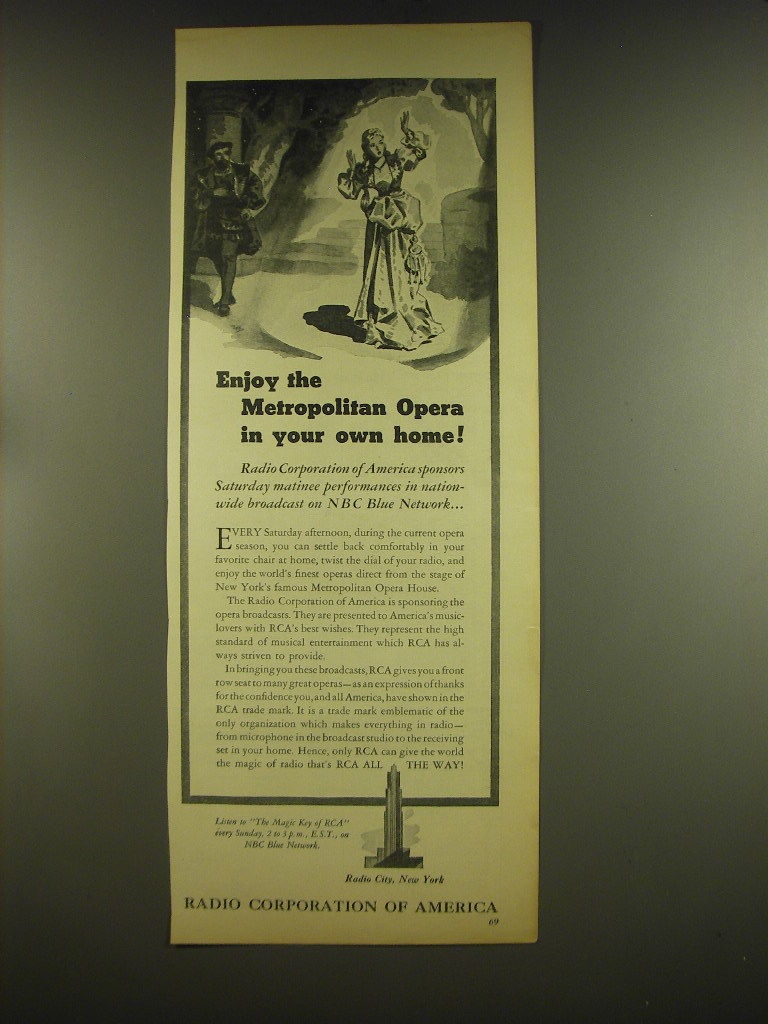 Enjoy the
Metropolitan Opera
in your own home!
Radio Corporation of America sponsors
Saturday matinee performances in nation-
wide broadcast on NBC Blue Network...
EVERY Saturday afternoon, during the current opera
season, you can settle back comfortably in your
favorite chair at home, twist the dial of your radio, and
enjoy the world's finest operas direct from the stage of
New York's famous Metropolitan Opera House.
The Radio Corporation of America is sponsoring the
opera broadcasts. They are presented to America's music-
lovers with RCA's best wishes. They represent the high
standard of musical entertainment which RCA has al-
ways striven to provide.
In bringing you these broadcasts, RCA gives you a front
row seat to many great operas—as an expression of thanks
for the confidence you, and all America, have shown in the
RCA trade mark. It is a trade mark emblematic of the
only organization which makes everything in radio—
from microphone in the broadcast studio to the receiving
set in your home. Hence, only RCA can give the world
the magic of radio that's RCA ALL THE WAY!
Listen to "The Magic Key of RCA"
every Sunday, 2 to 3 p.m., E.S.T., on
NBC Blue Network.
Radio City, New York
RADIO CORPORATION OF AMERICA
69